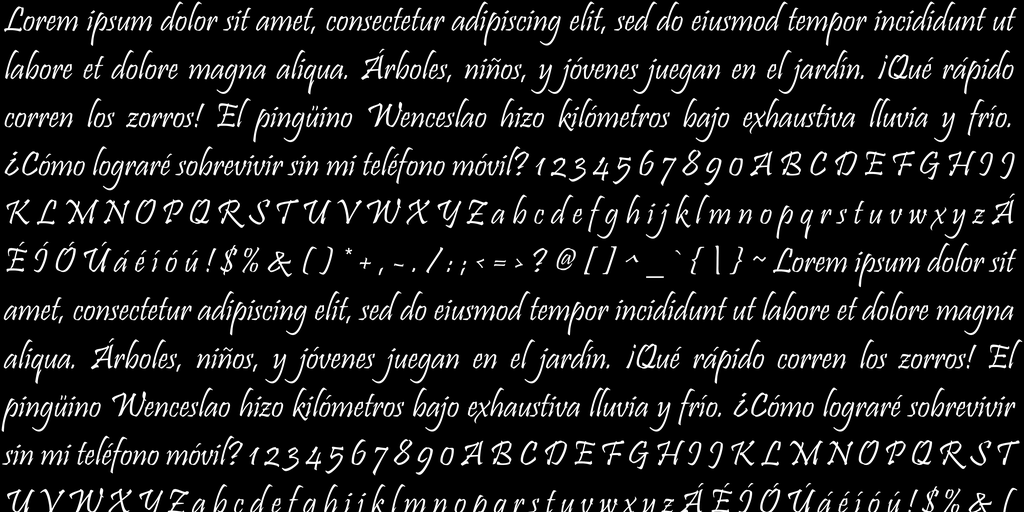 Lorem ipsum dolor sit amet, consectetur adipiscing elit, sed do eiusmod tempor incididunt ut
labore et dolore magna aliqua. Árboles, niños, y jóvenes juegan en el jardín. ¡Qué rápido
corren los zorros! El pingüino Wenceslao hizo kilómetros bajo exhaustiva lluvia y frío.
¿Cómo lograré sobrevivir sin mi teléfono móvil? 1 2 3 4 5 6 7 8 9 0 A B C D E F G H I J
K L M N O P Q R S T U V W X Y Z a b c d e f g h i j k l m n o p q r s t u v w x y z Á
É Í Ó Ú á é í ó ú ! $ % & ( ) * + , - . / : ; < = > ? @ [ ] ^ _ ` { | } ~ Lorem ipsum dolor sit
amet, consectetur adipiscing elit, sed do eiusmod tempor incididunt ut labore et dolore magna
aliqua. Árboles, niños, y jóvenes juegan en el jardín. ¡Qué rápido corren los zorros! El
pingüino Wenceslao hizo kilómetros bajo exhaustiva lluvia y frío. ¿Cómo lograré sobrevivir
sin mi teléfono móvil? 1 2 3 4 5 6 7 8 9 0 A B C D E F G H I J K L M N O P Q R S T
U V W X Y Z a b c d e f g h i j k l m n o p q r s t u v w x y z Á É Í Ó Ú á é í ó ú ! $ % & (